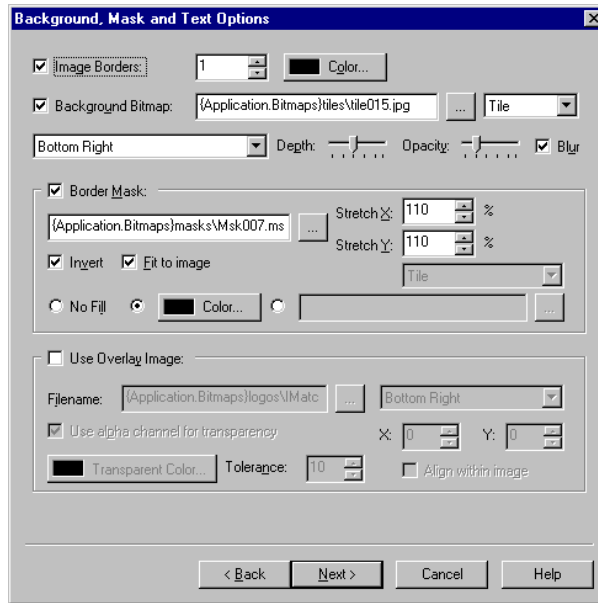 Background, Mask and Text Options
Image Borders: 1 Color...
Background Bitmap: {Application.Bitmaps}tiles\tile015.jpg ... Tile
Bottom Right Depth: Opacity: Blur
Border Mask:
Stretch X: 110 %
{Application.Bitmaps}masks\Msk007.ms ...
Stretch Y: 110 %
Invert Fit to image
Tile
No Fill Color... ...
Use Overlay Image:
Filename: {Application.Bitmaps}logos\IMatc ... Bottom Right
Use alpha channel for transparency X: 0 Y: 0
Transparent Color... Tolerance: 10 Align within image
< Back Next > Cancel Help